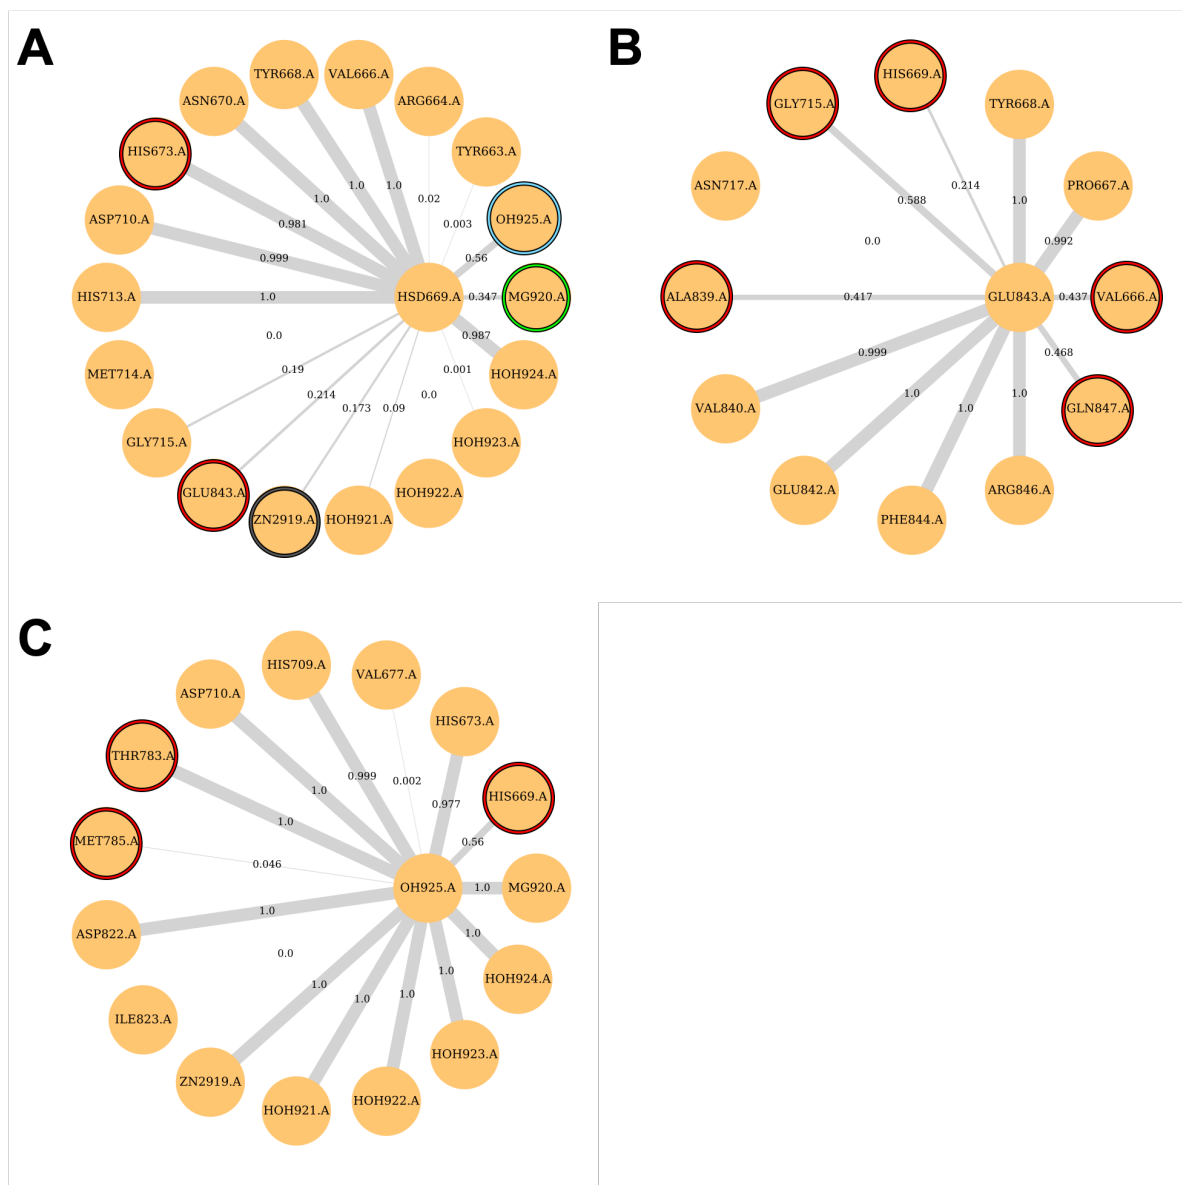 A
TYR668.A
VAL666.A
ASN670.A
ARG664.A
HIS673.A
TYR663.A
1.0
1.0
1.0
0.02
ASP710.A
0.981
0.003
OH925.A
0.999
0.56
HIS713.A
1.0
HSD669.A
0.347
MG920.A
0.0
0.987
MET714.A
0.19
0.001
HOH924.A
0.214
0.173
0.09
0.0
GLY715.A
HOH923.A
GLU843.A
HOH922.A
ZN2919.A
HOH921.A
B
HIS669.A
GLY715.A
TYR668.A
ASN717.A
0.214
PRO667.A
0.588
1.0
0.0
0.992
ALA839.A
0.417
GLU843.A
0.437
VAL666.A
0.999
0.468
VAL840.A
1.0
1.0
1.0
GLN847.A
GLU842.A
ARG846.A
PHE844.A
C
HIS709.A
VAL677.A
ASP710.A
HIS673.A
THR783.A
0.999
0.002
1.0
0.977
HIS669.A
1.0
MET785.A
0.56
0.046
OH925.A
1.0
MG920.A
1.0
ASP822.A
1.0
0.0
1.0
HOH924.A
1.0
1.0
1.0
ILE823.A
HOH923.A
ZN2919.A
HOH921.A
HOH922.A